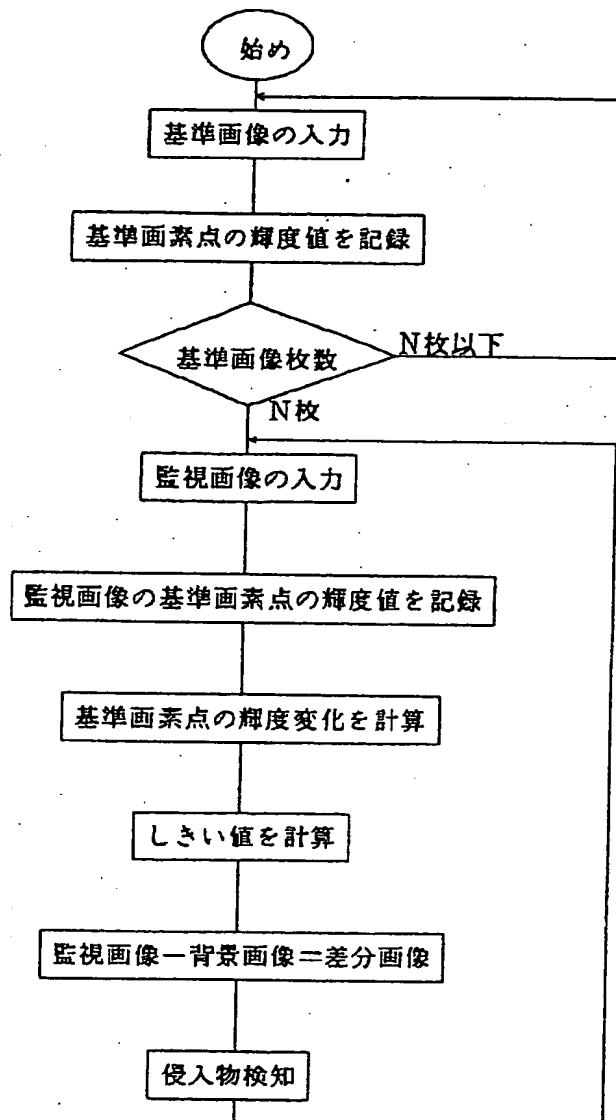 始め
基準画像の入力
基準画素点の輝度値を記録
基準画像枚数
N枚以下
N枚
監視画像の入力
監視画像の基準画素点の輝度値を記録
基準画素点の輝度変化を計算
しきい値を計算
監視画像－背景画像＝差分画像
侵入物検知